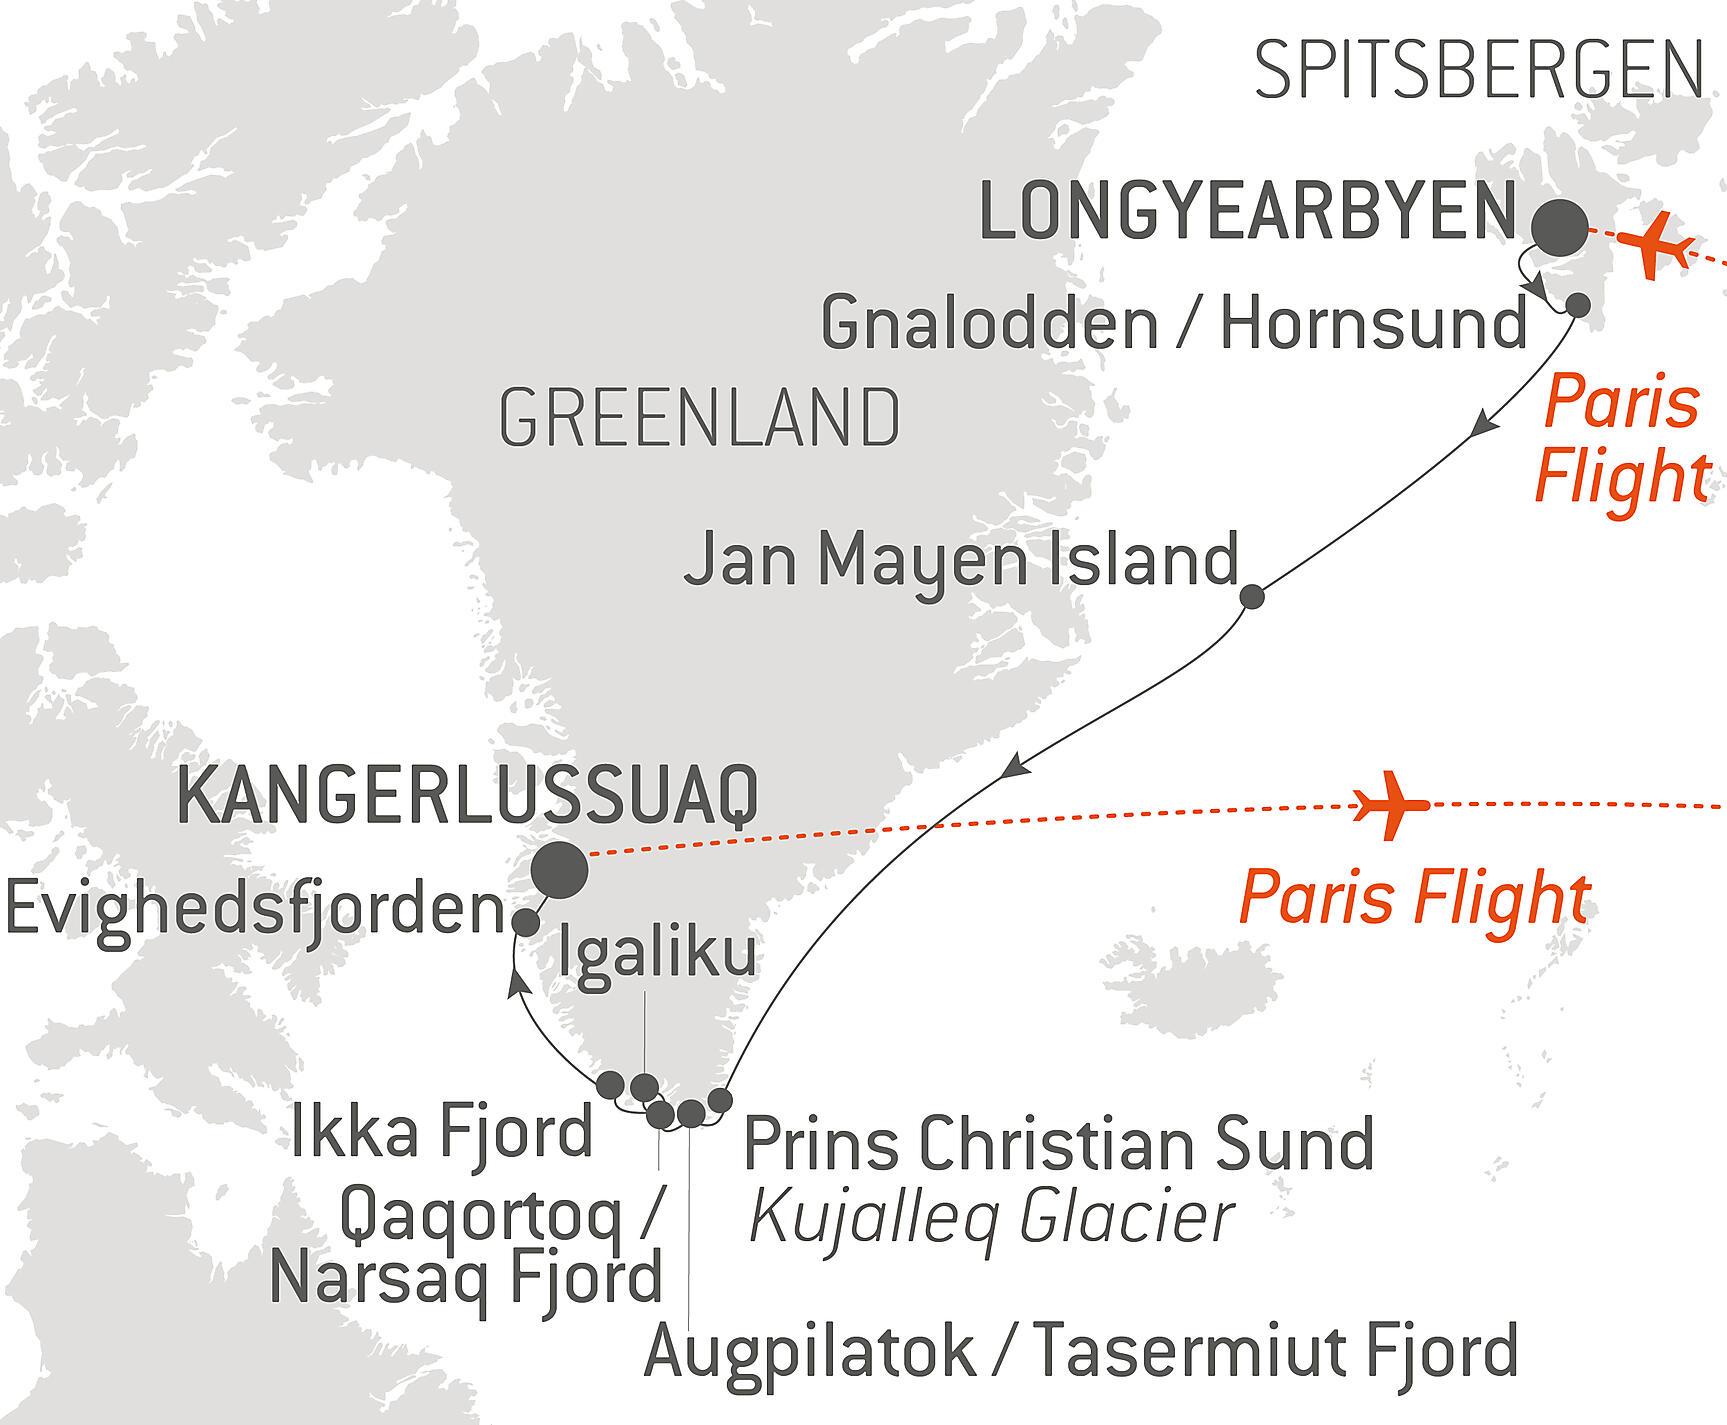 SPITSBERGEN
LONGYEARBYEN
Gnalodden / Hornsund
Paris
Flight
GREENLAND
Jan Mayen Island
KANGERLUSSUAQ
Paris Flight
Evighedsfjorden
Igaliku
Ikka Fjord
Prins Christian Sund
Kujalleq Glacier
Qaqortoq /
Narsaq Fjord
Augpilatok / Tasermiut Fjord